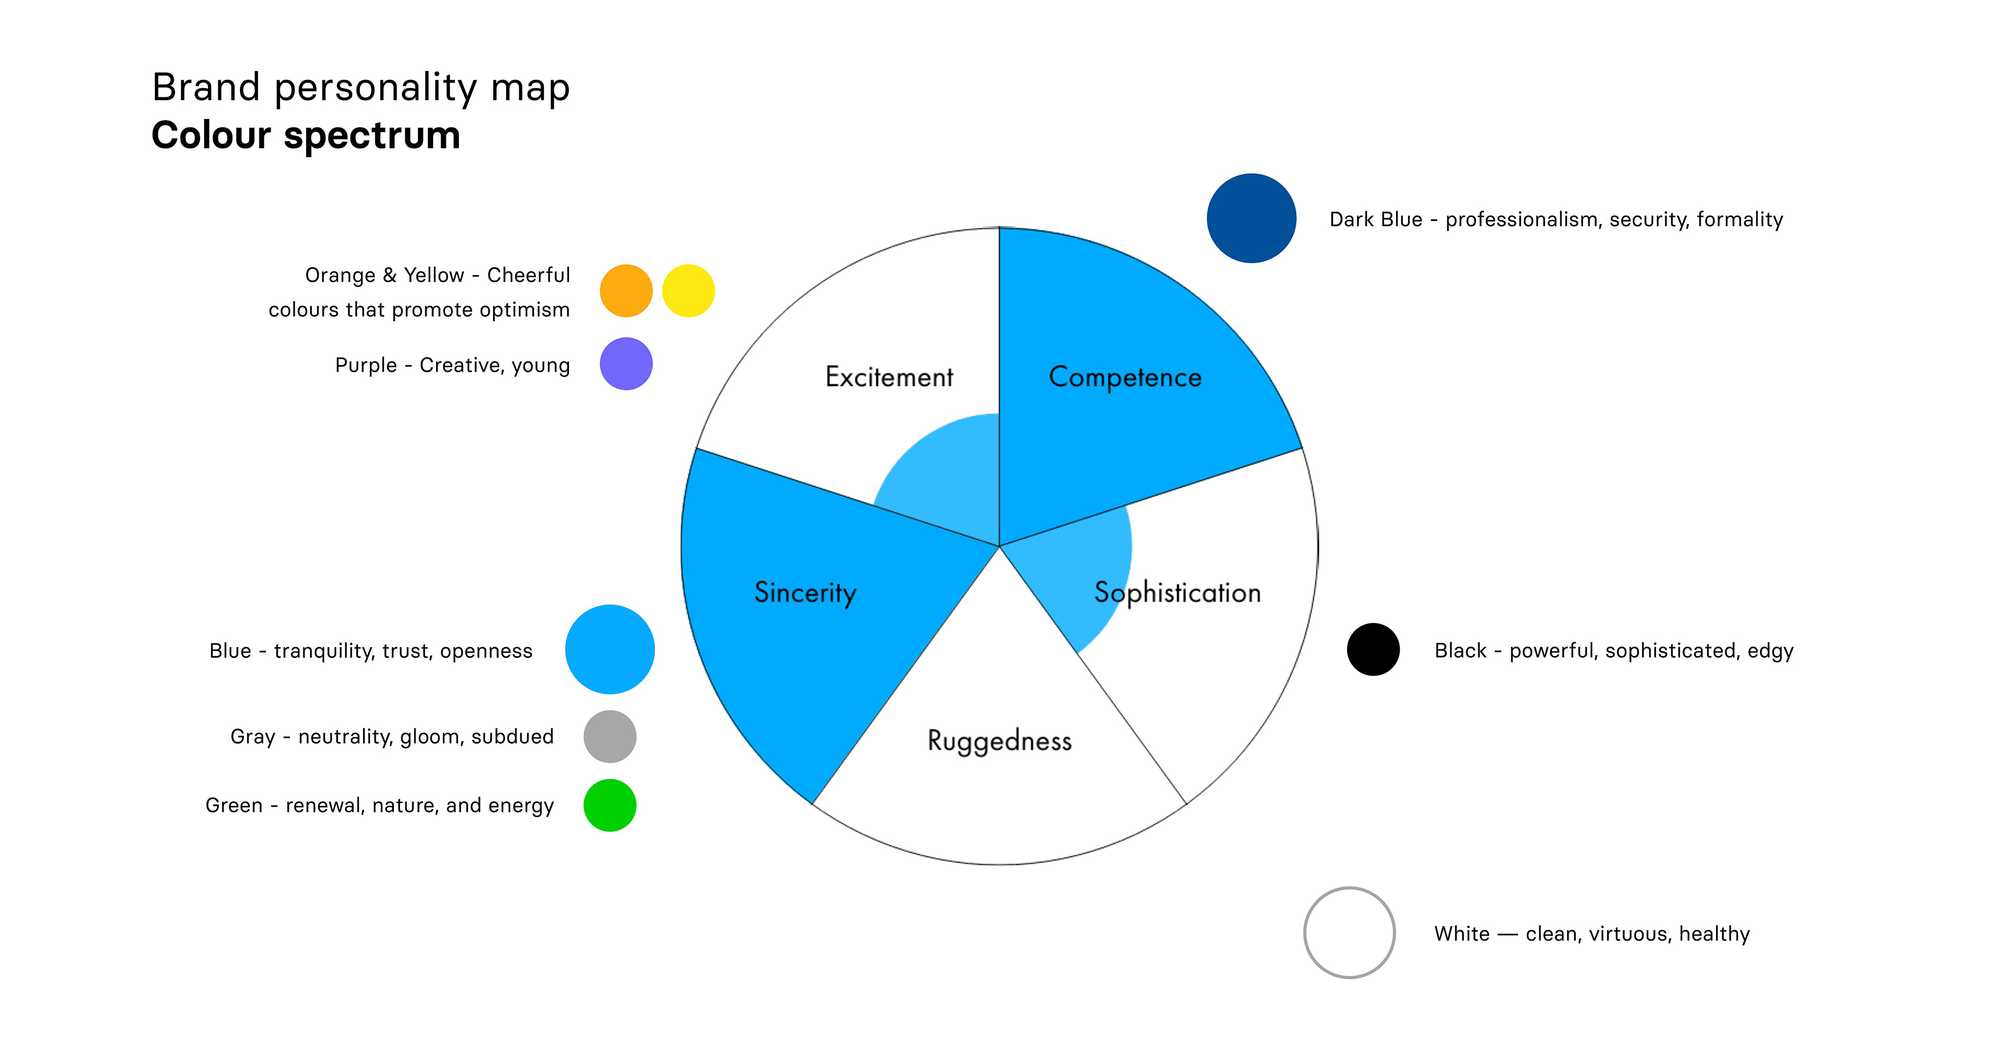 Brand personality map
Colour spectrum
Dark Blue - professionalism, security, formality
Orange & Yellow - Cheerful
colours that promote optimism
Purple - Creative, young
Excitement
Competence
Sincerity
Sophistication
Blue - tranquility, trust, openness
Black - powerful, sophisticated, edgy
Gray - neutrality, gloom, subdued
Ruggedness
Green - renewal, nature, and energy
White — clean, virtuous, healthy